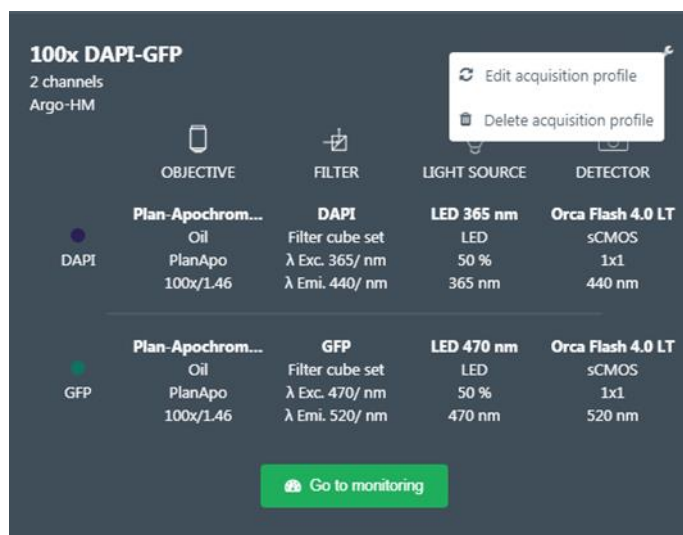 100x DAPI-GFP
2 channels
Argo-HM
Edit acquisition profile
Delete acquisition profile
OBJECTIVE FILTER LIGHT SOURCE DETECTOR
Plan-Apochrom... DAPI LED 365 nm Orca Flash 4.0 LT
Oil Filter cube set LED sCMOS
DAPI PlanApo λ Exc. 365/ nm 50 % 1x1
100x/1.46 λ Emi. 440/ nm 365 nm 440 nm
Plan-Apochrom... GFP LED 470 nm Orca Flash 4.0 LT
Oil Filter cube set LED sCMOS
GFP PlanApo λ Exc. 470/ nm 50 % 1x1
100x/1.46 λ Emi. 520/ nm 470 nm 520 nm
Go to monitoring